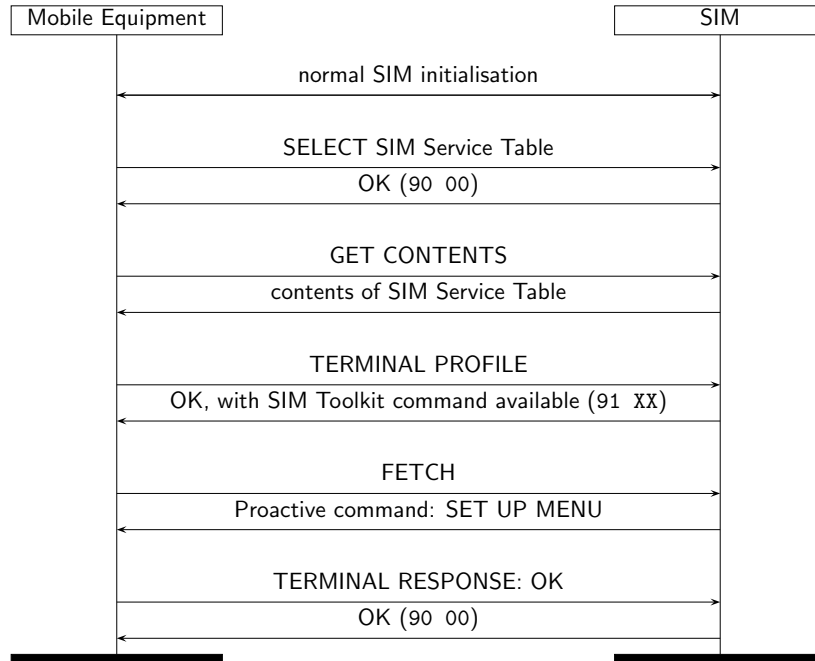 Mobile Equipment
SIM
normal SIM initialisation
SELECT SIM Service Table
OK (90 00)
GET CONTENTS
contents of SIM Service Table
TERMINAL PROFILE
OK, with SIM Toolkit command available (91 XX)
FETCH
Proactive command: SET UP MENU
TERMINAL RESPONSE: OK
OK (90 00)